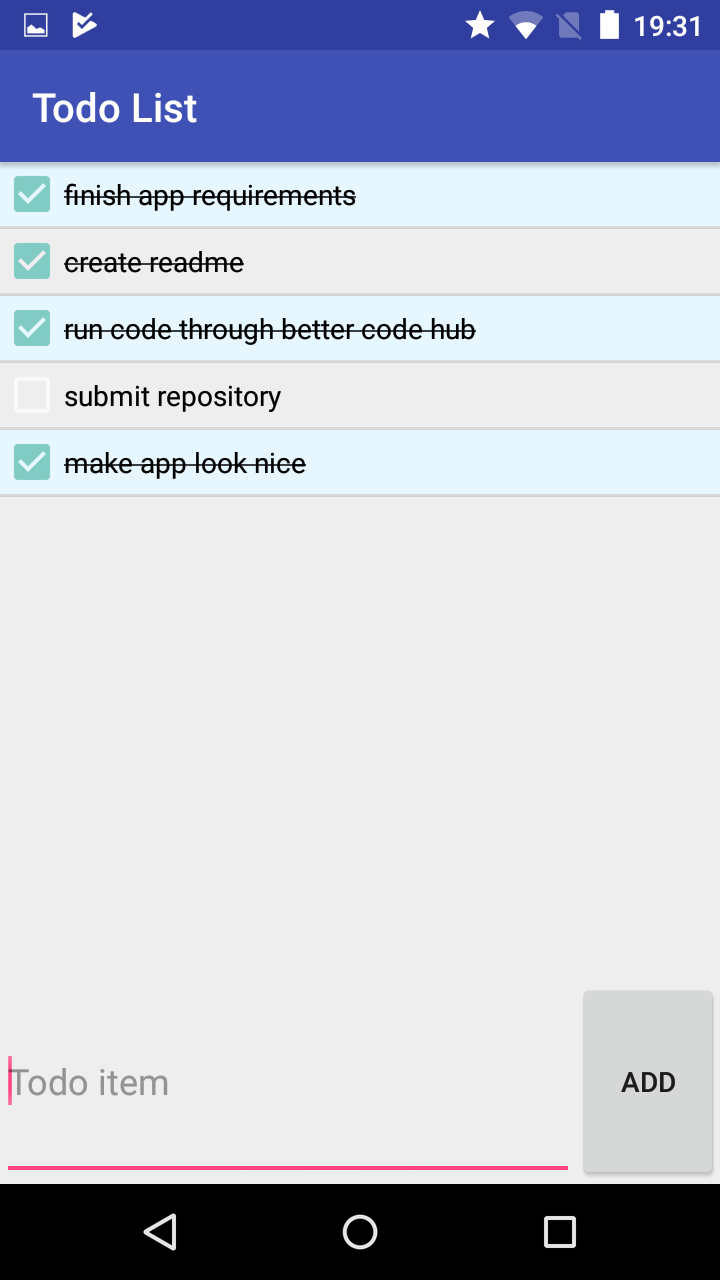 19:31
Todo List
finish app requirements
create readme
run code through better code hub
submit repository
make app look nice
Todo item
ADD